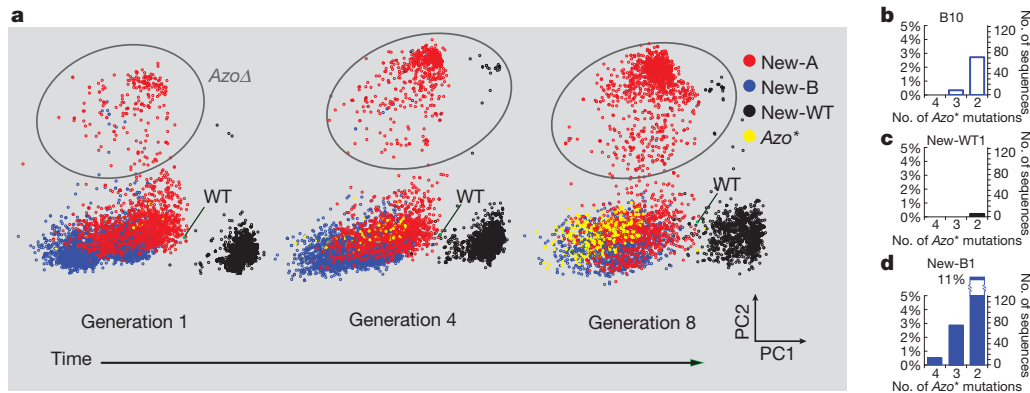 a
AzoΔ
WT
WT
WT
New-A
New-B
New-WT
Azo*
Generation 1
Generation 4
Generation 8
Time
PC2
PC1
b
B10
5%
4%
3%
2%
1%
0%
120
80
40
0
No. of sequences
4 3 2
No. of Azo* mutations
c
New-WT1
5%
4%
3%
2%
1%
0%
120
80
40
0
No. of sequences
4 3 2
No. of Azo* mutations
d
New-B1
11%
5%
4%
3%
2%
1%
0%
120
80
40
0
No. of sequences
4 3 2
No. of Azo* mutations